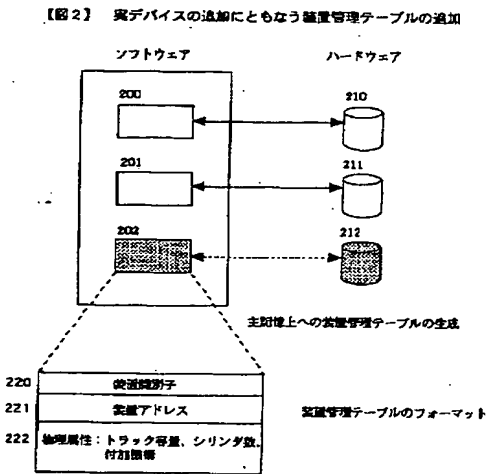 【図2】 実デバイスの追加にともなう装置管理テーブルの追加
ソフトウェア
ハードウェア
200
210
201
211
202
212
主記憶上への装置管理テーブルの生成
220 装置識別子
221 装置アドレス
装置管理テーブルのフォーマット
222 物理属性：トラック容量、シリンダ数、
付加情報